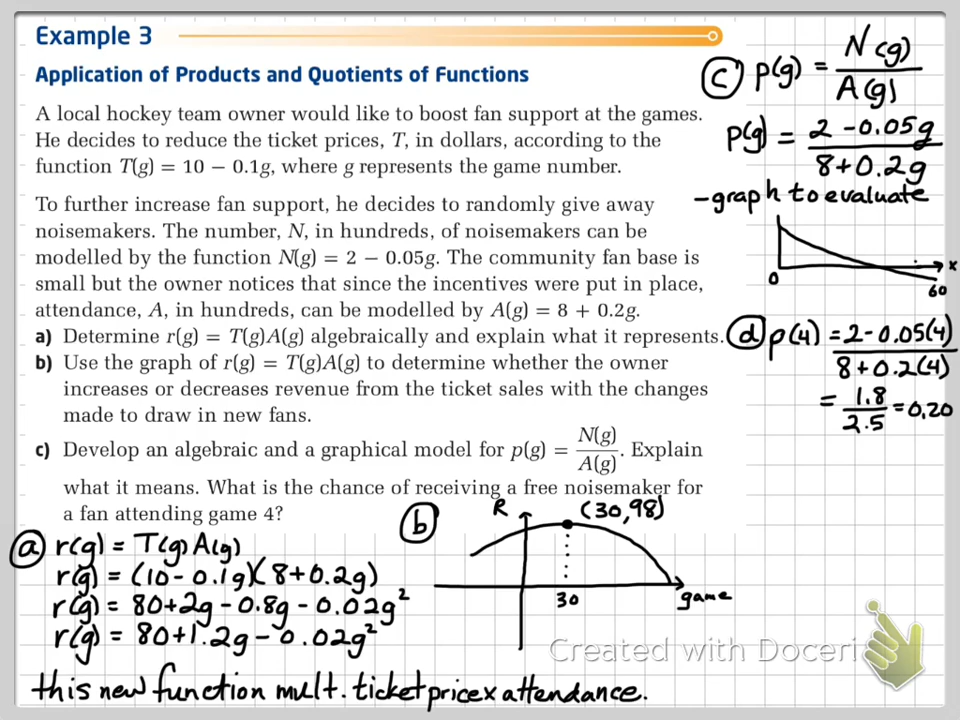 Example 3
Application of Products and Quotients of Functions
A local hockey team owner would like to boost fan support at the games.
He decides to reduce the ticket prices, T, in dollars, according to the
function T(g) = 10 − 0.1g, where g represents the game number.
To further increase fan support, he decides to randomly give away
noisemakers. The number, N, in hundreds, of noisemakers can be
modelled by the function N(g) = 2 − 0.05g. The community fan base is
small but the owner notices that since the incentives were put in place,
attendance, A, in hundreds, can be modelled by A(g) = 8 + 0.2g.
a) Determine r(g) = T(g)A(g) algebraically and explain what it represents.
b) Use the graph of r(g) = T(g)A(g) to determine whether the owner
increases or decreases revenue from the ticket sales with the changes
made to draw in new fans.
c) Develop an algebraic and a graphical model for p(g) = N(g)/A(g). Explain
what it means. What is the chance of receiving a free noisemaker for
a fan attending game 4?
a) r(g) = T(g) A(g)
r(g) = (10 - 0.1g)(8+0.2g)
r(g) = 80+2g - 0.8g - 0.02g²
r(g) = 80+1.2g - 0.02g²
this new function mult. ticket price x attendance.
b) R
(30,98)
30
game
c) p(g) = N(g)/A(g)
p(g) = 2 - 0.05g/8+0.2g
- graph to evaluate
x
0
60
d) p(4) = 2 - 0.05(4)/8+0.2(4)
= 1.8/2.5 = 0.20
Created with Doceri